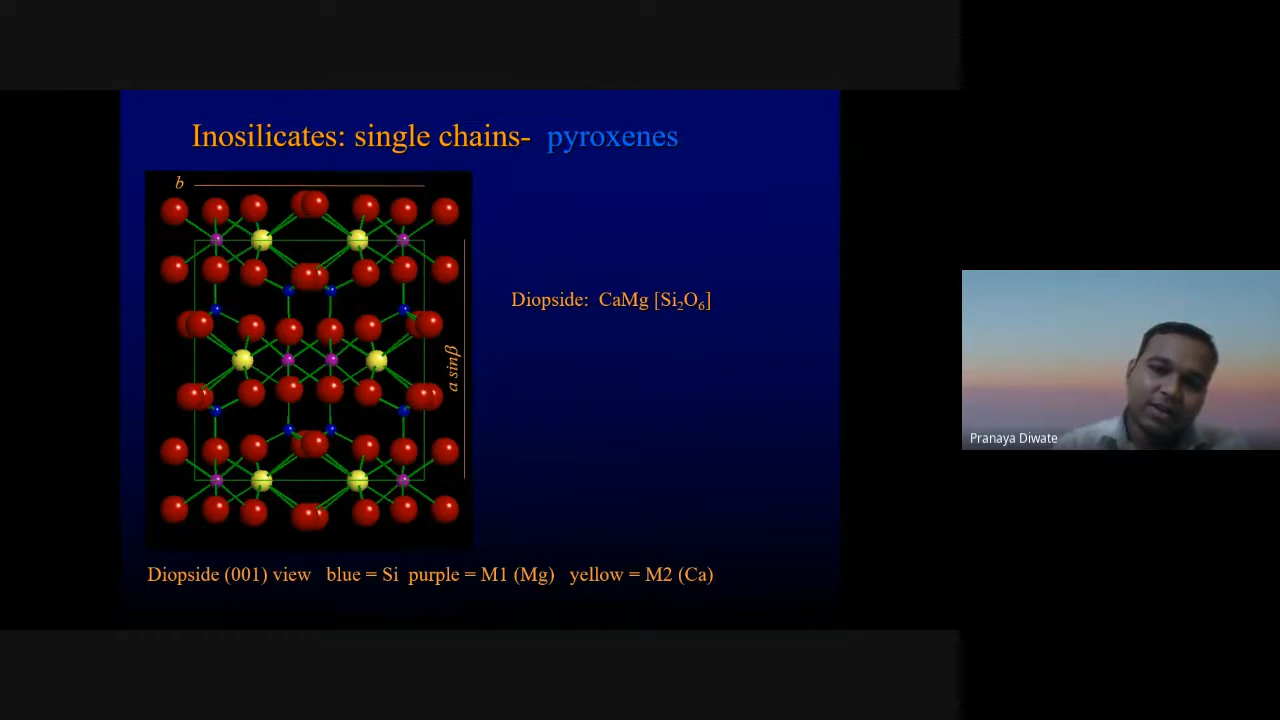 Inosilicates: single chains- pyroxenes
b
a sinβ
Diopside: CaMg [Si₂O₆]
Diopside (001) view blue = Si purple = M1 (Mg) yellow = M2 (Ca)
Pranaya Diwate